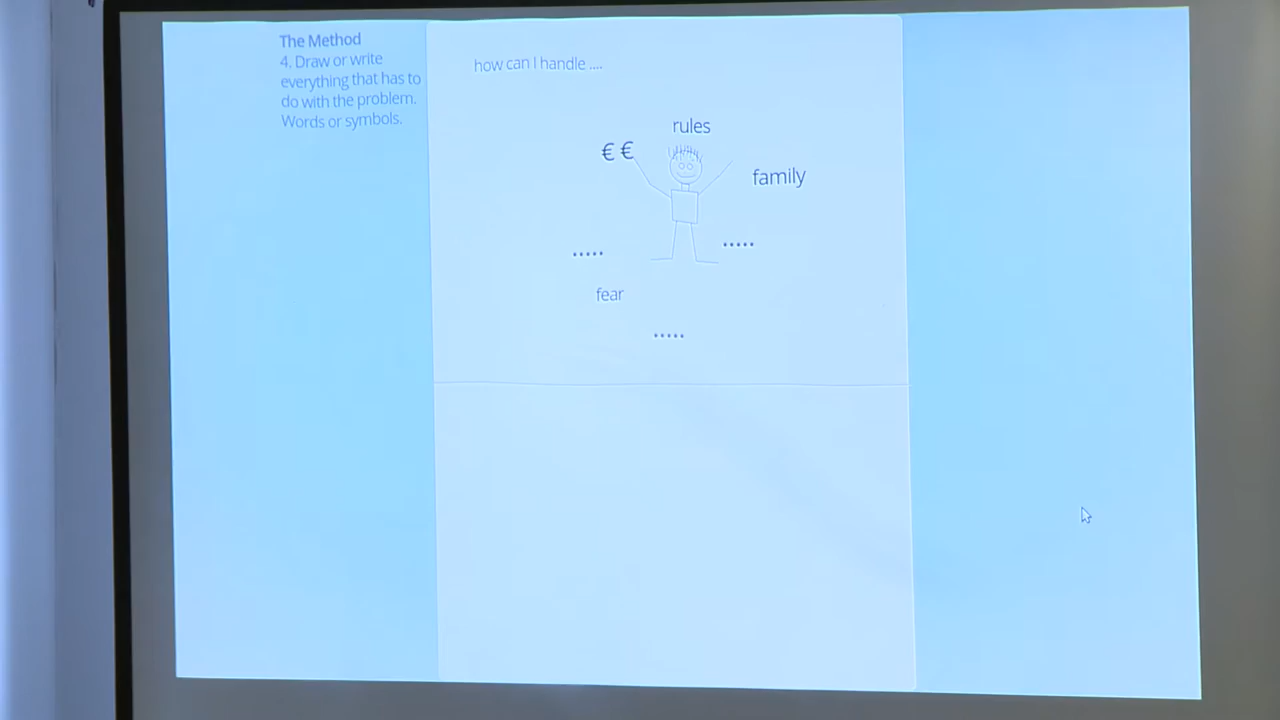 The Method
4. Draw or write
everything that has to
do with the problem.
Words or symbols.
how can I handle ....
rules
€ €
family
.....
.....
fear
.....